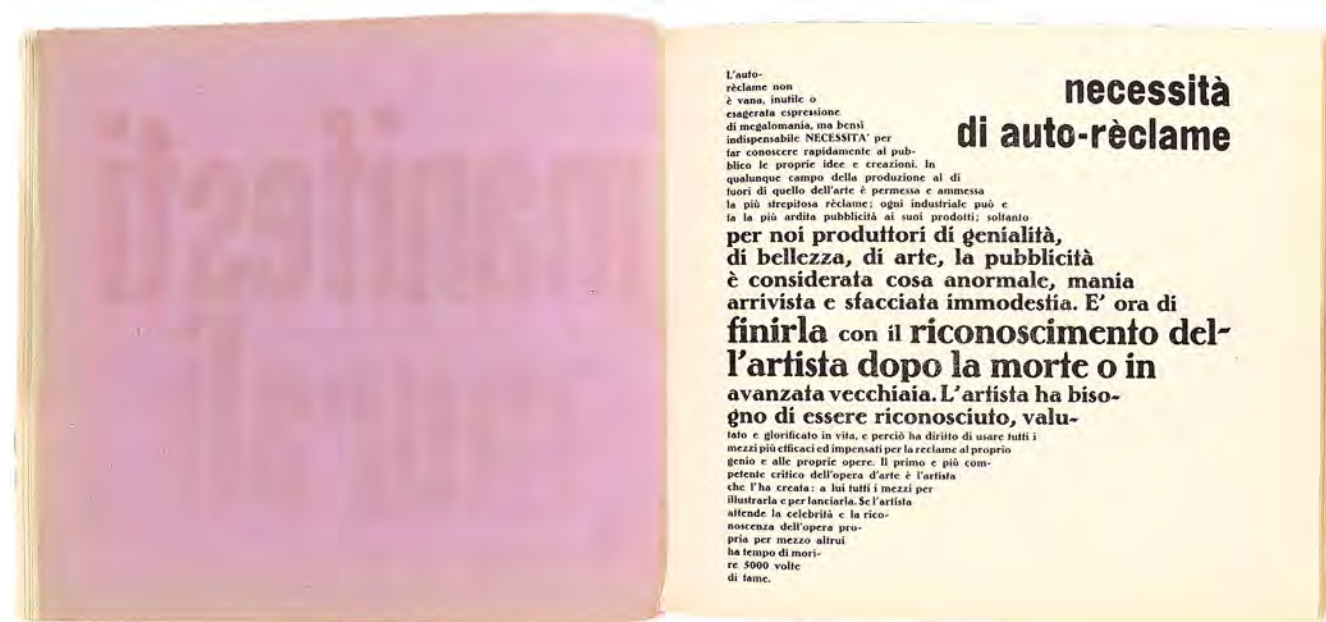 necessità
di auto-rèclame
L'auto-
rèclame non
è vana, inutile o
esagerata espressione
di megalomania, ma bensì
indispensabile NECESSITA' per
far conoscere rapidamente al pub-
blico le proprie idee e creazioni. In
qualunque campo della produzione al di
fuori di quello dell'arte è permessa e ammessa
la più strepitosa rèclame; ogni industriale può e
fa la più ardita pubblicità ai suoi prodotti; soltanto
per noi produttori di genialità,
di bellezza, di arte, la pubblicità
è considerata cosa anormale, mania
arrivista e sfacciata immodestia. E' ora di
finirla con il riconoscimento del-
l'artista dopo la morte o in
avanzata vecchiaia. L'artista ha biso-
gno di essere riconosciuto, valu-
tato e glorificato in vita, e perciò ha diritto di usare tutti i
mezzi più efficaci ed impensati per la reclame al proprio
genio e alle proprie opere. Il primo e più com-
petente critico dell'opera d'arte è l'artista
che l'ha creata: a lui tutti i mezzi per
illustrarla e per lanciarla. Se l'artista
attende la celebrità e la rico-
noscenza dell'opera pro-
pria per mezzo altrui
ha tempo di mori-
re 5000 volte
di fame.